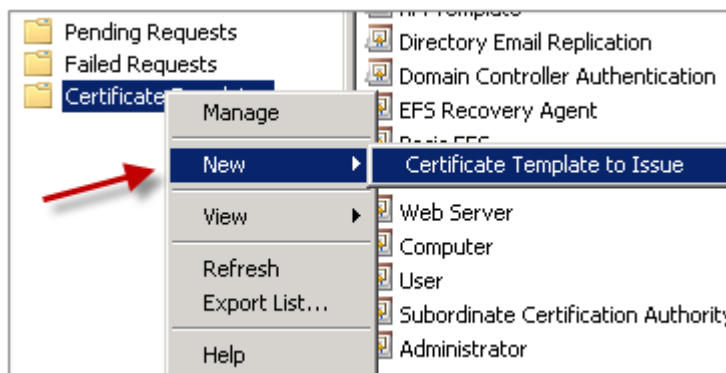 Pending Requests
Failed Requests
Certificate
Manage
New
View
Refresh
Export List...
Help
Certificate Template to Issue
Directory Email Replication
Domain Controller Authentication
EFS Recovery Agent
Web Server
Computer
User
Subordinate Certification Authority
Administrator